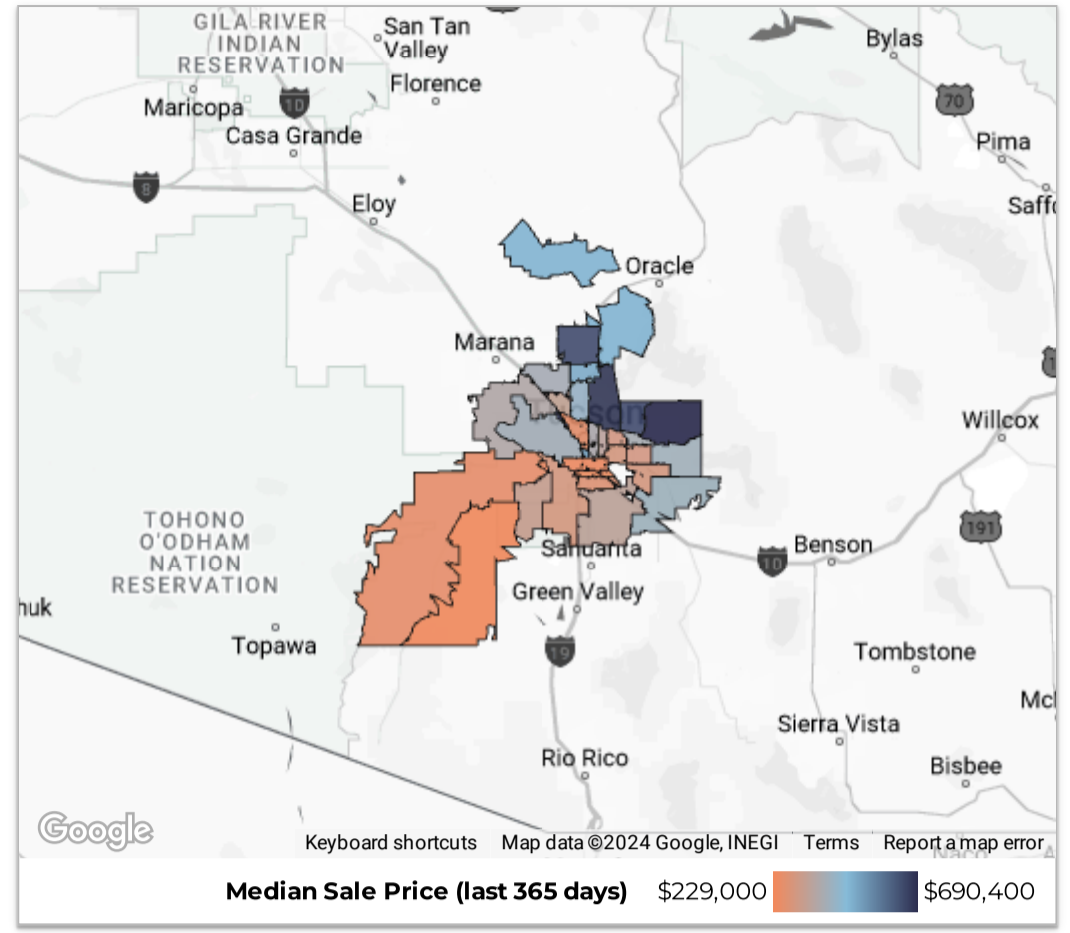 GILA RIVER
INDIAN
RESERVATION
San Tan
Valley
Bylas
Florence
70
Maricopa
10
Casa Grande
Pima
8
Eloy
Oracle
Marana
Tucson
Willcox
TOHONO
O'ODHAM
NATION
RESERVATION
191
Sahuarita
10
Benson
Green Valley
Topawa
19
Tombstone
Sierra Vista
Rio Rico
Bisbee
Google
Keyboard shortcuts
Map data ©2024 Google, INEGI
Terms
Report a map error
Naco
Median Sale Price (last 365 days)
$229,000
$690,400